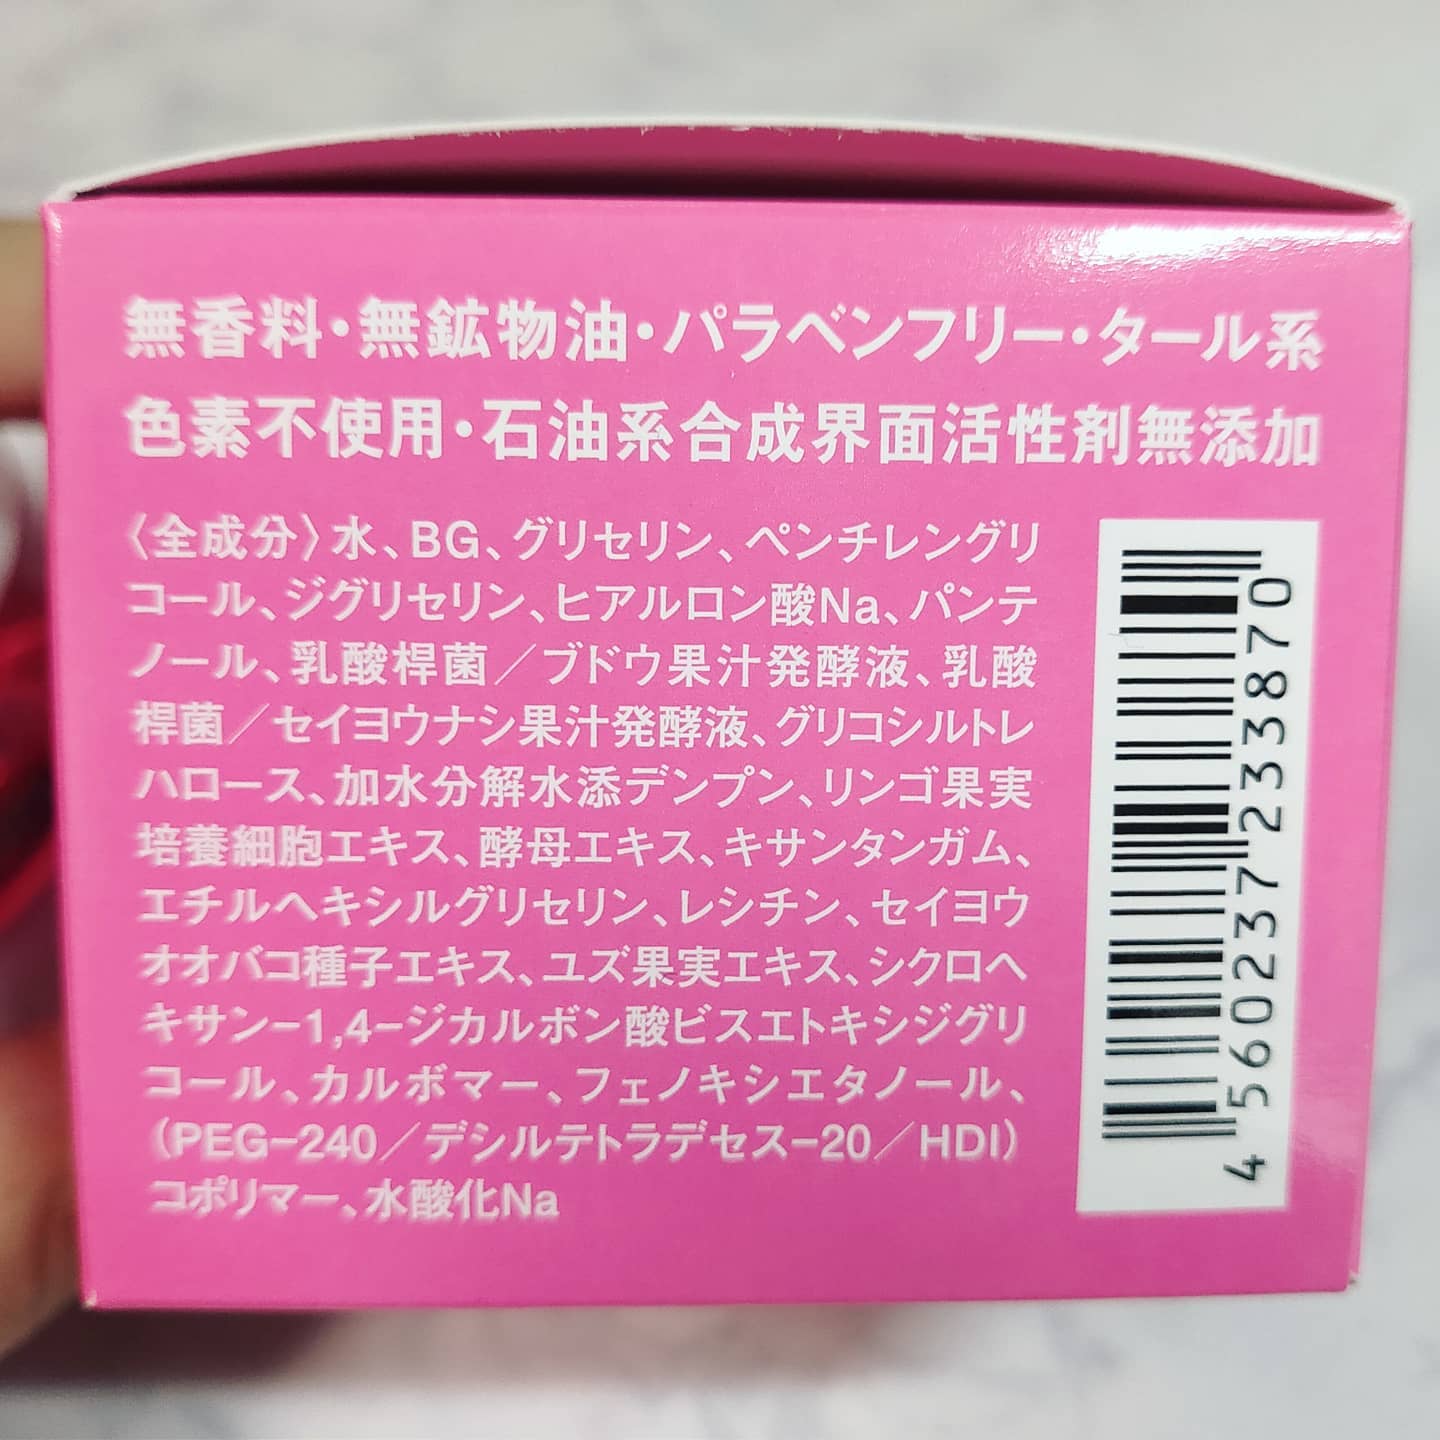 無香料・無鉱物油・パラベンフリー・タール系
色素不使用・石油系合成界面活性剤無添加
〈全成分〉水、BG、グリセリン、ペンチレングリ
コール、ジグリセリン、ヒアルロン酸Na、パンテ
ノール、乳酸桿菌／ブドウ果汁発酵液、乳酸
桿菌／セイヨウナシ果汁発酵液、グリコシルトレ
ハロース、加水分解水添デンプン、リンゴ果実
培養細胞エキス、酵母エキス、キサンタンガム、
エチルヘキシルグリセリン、レシチン、セイヨウ
オオバコ種子エキス、ユズ果実エキス、シクロヘ
キサン−1,4−ジカルボン酸ビスエトキシジグリ
コール、カルボマー、フェノキシエタノール、
（PEG−240／デシルテトラデセス−20／HDI）
コポリマー、水酸化Na
4560237233870